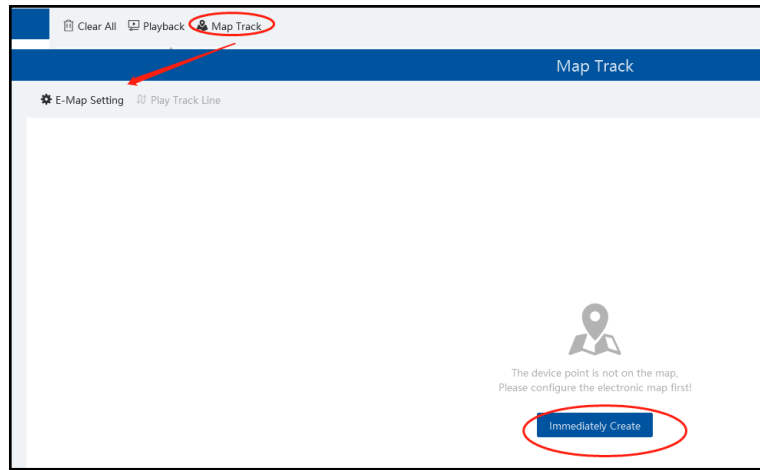 Clear All Playback Map Track
Map Track
E-Map Setting Play Track Line
The device point is not on the map,
Please configure the electronic map first!
Immediately Create